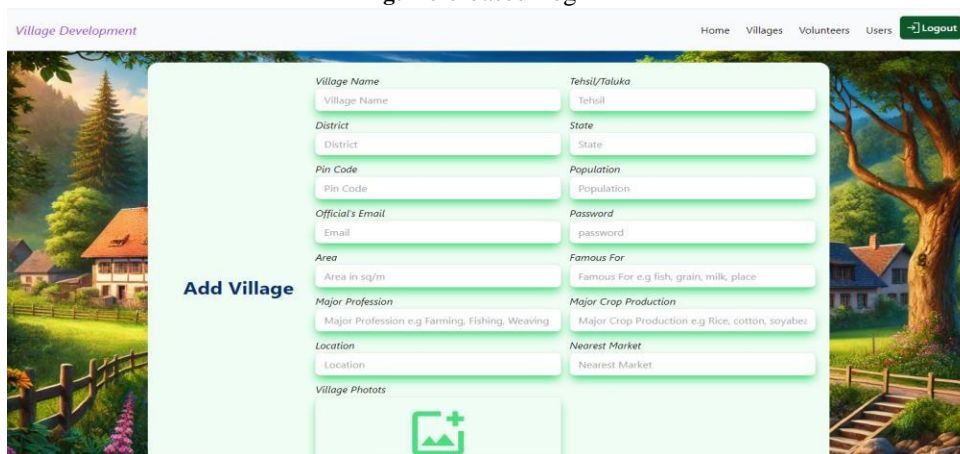 Village Development
Home Villages Volunteers Users Logout
Village Name Tehsil/Taluka
Village Name Tehsil
District State
District State
Pin Code Population
Pin Code Population
Official's Email Password
Email password
Area Famous For
Area in sq/m Famous For e.g fish, grain, milk, place
Add Village
Major Profession Major Crop Production
Major Profession e.g Farming, Fishing, Weaving Major Crop Production e.g Rice, cotton, soyabea
Location Nearest Market
Location Nearest Market
Village Photots